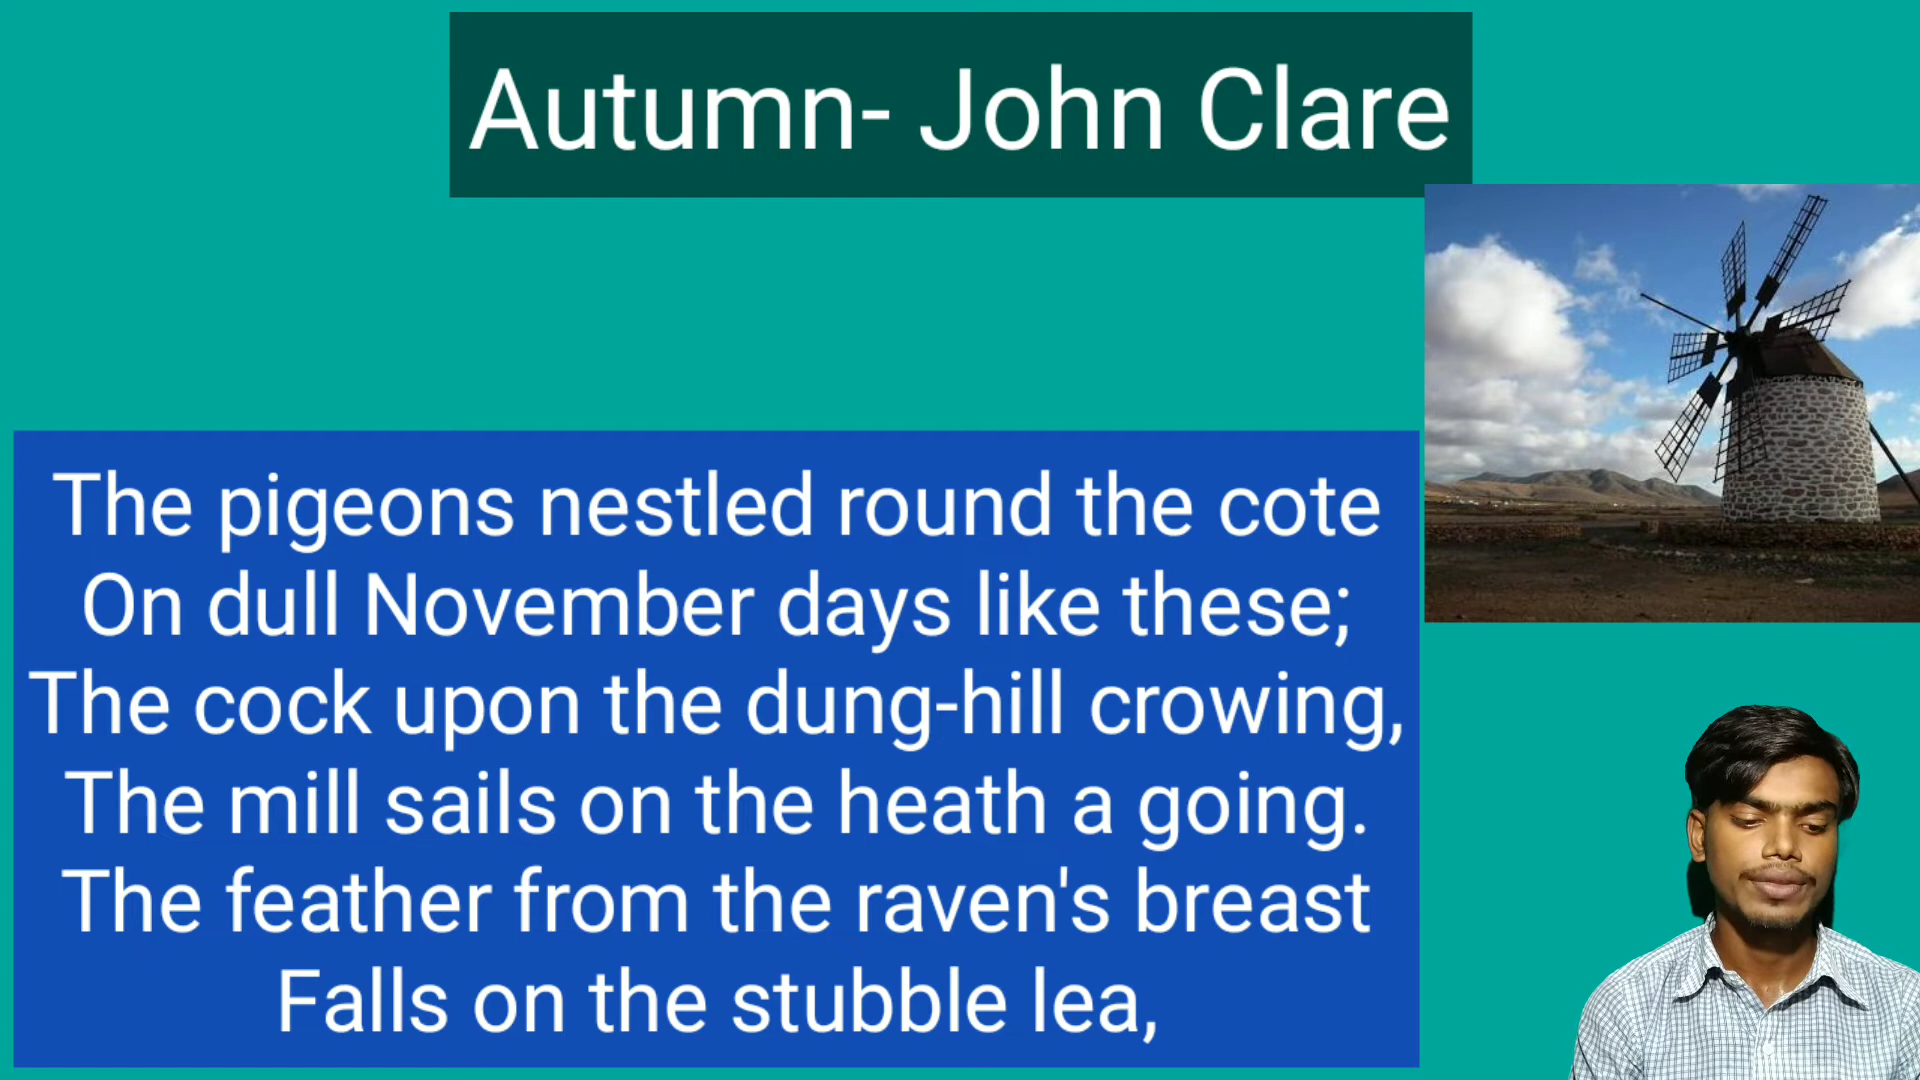 Autumn- John Clare
The pigeons nestled round the cote
On dull November days like these;
The cock upon the dung-hill crowing,
The mill sails on the heath a going.
The feather from the raven's breast
Falls on the stubble lea,